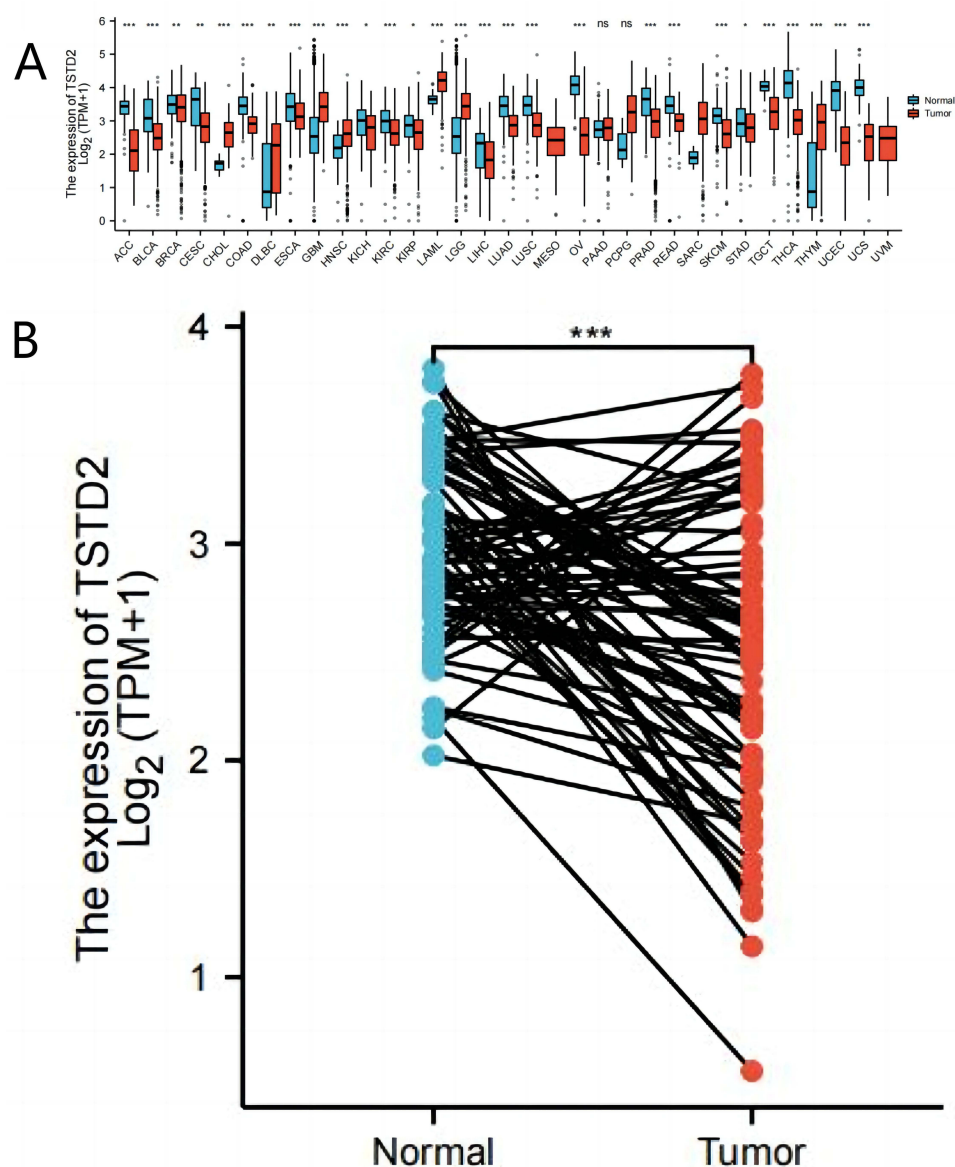 A
The expression of TSTD2
Log2 (TPM+1)
6
5
4
3
2
1
0
*** *** ** *** *** *** ** *** *** *** * *** * *** *** *** *** *** *** ns ns *** *** *** * *** *** *** *** ***
Normal
Tumor
ACC BLCA BRCA CESC CHOL COAD DLBC ESCA GBM HNSC KICH KIRC KIRP LAML LGG LIHC LUAD LUSC MESO OV PAAD PCPG PRAD READ SARC SKCM STAD TGCT THCA THYM UCEC UCS UVM
B
The expression of TSTD2
Log2 (TPM+1)
4
3
2
1
***
Normal Tumor